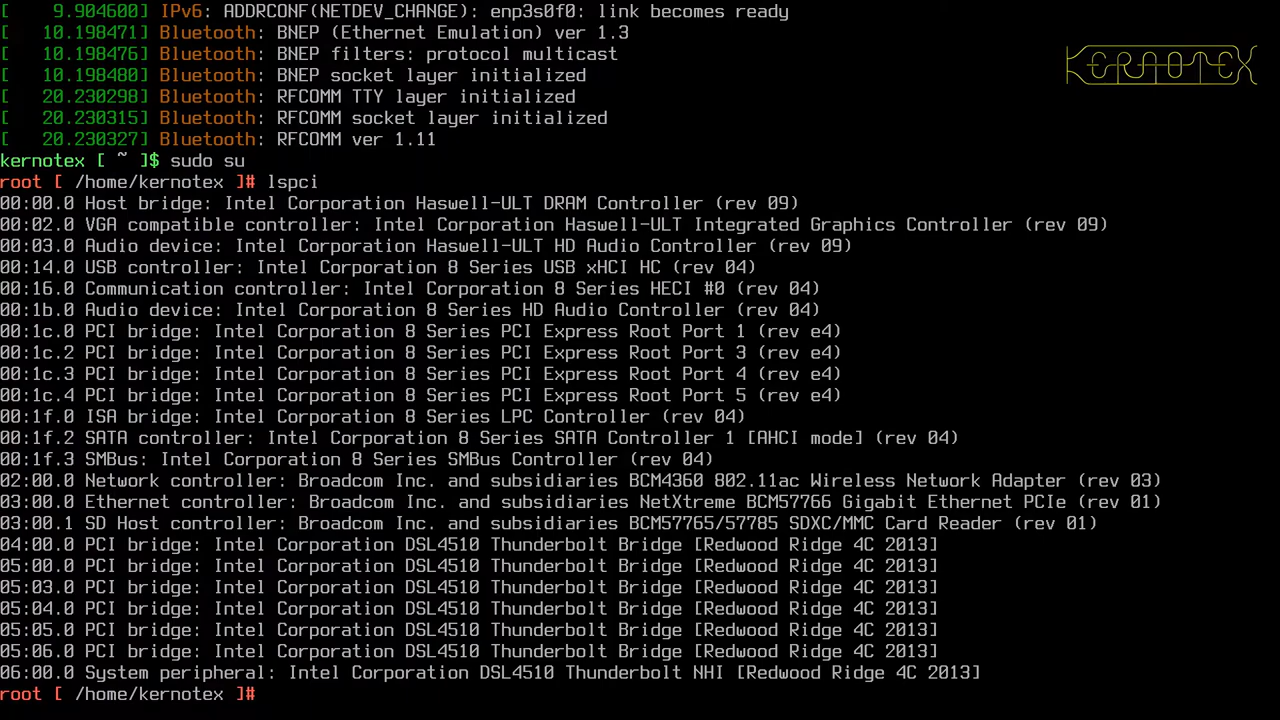 [    9.904600] IPv6: ADDRCONF(NETDEV_CHANGE): enp3s0f0: link becomes ready
[   10.198471] Bluetooth: BNEP (Ethernet Emulation) ver 1.3
[   10.198476] Bluetooth: BNEP filters: protocol multicast
[   10.198480] Bluetooth: BNEP socket layer initialized
KERNOTEX
[   20.230298] Bluetooth: RFCOMM TTY layer initialized
[   20.230315] Bluetooth: RFCOMM socket layer initialized
[   20.230327] Bluetooth: RFCOMM ver 1.11
kernotex [ ~ ]$ sudo su
root [ /home/kernotex ]# lspci
00:00.0 Host bridge: Intel Corporation Haswell-ULT DRAM Controller (rev 09)
00:02.0 VGA compatible controller: Intel Corporation Haswell-ULT Integrated Graphics Controller (rev 09)
00:03.0 Audio device: Intel Corporation Haswell-ULT HD Audio Controller (rev 09)
00:14.0 USB controller: Intel Corporation 8 Series USB xHCI HC (rev 04)
00:16.0 Communication controller: Intel Corporation 8 Series HECI #0 (rev 04)
00:1b.0 Audio device: Intel Corporation 8 Series HD Audio Controller (rev 04)
00:1c.0 PCI bridge: Intel Corporation 8 Series PCI Express Root Port 1 (rev e4)
00:1c.2 PCI bridge: Intel Corporation 8 Series PCI Express Root Port 3 (rev e4)
00:1c.3 PCI bridge: Intel Corporation 8 Series PCI Express Root Port 4 (rev e4)
00:1c.4 PCI bridge: Intel Corporation 8 Series PCI Express Root Port 5 (rev e4)
00:1f.0 ISA bridge: Intel Corporation 8 Series LPC Controller (rev 04)
00:1f.2 SATA controller: Intel Corporation 8 Series SATA Controller 1 [AHCI mode] (rev 04)
00:1f.3 SMBus: Intel Corporation 8 Series SMBus Controller (rev 04)
02:00.0 Network controller: Broadcom Inc. and subsidiaries BCM4360 802.11ac Wireless Network Adapter (rev 03)
03:00.0 Ethernet controller: Broadcom Inc. and subsidiaries NetXtreme BCM57766 Gigabit Ethernet PCIe (rev 01)
03:00.1 SD Host controller: Broadcom Inc. and subsidiaries BCM57765/57785 SDXC/MMC Card Reader (rev 01)
04:00.0 PCI bridge: Intel Corporation DSL4510 Thunderbolt Bridge [Redwood Ridge 4C 2013]
05:00.0 PCI bridge: Intel Corporation DSL4510 Thunderbolt Bridge [Redwood Ridge 4C 2013]
05:03.0 PCI bridge: Intel Corporation DSL4510 Thunderbolt Bridge [Redwood Ridge 4C 2013]
05:04.0 PCI bridge: Intel Corporation DSL4510 Thunderbolt Bridge [Redwood Ridge 4C 2013]
05:05.0 PCI bridge: Intel Corporation DSL4510 Thunderbolt Bridge [Redwood Ridge 4C 2013]
05:06.0 PCI bridge: Intel Corporation DSL4510 Thunderbolt Bridge [Redwood Ridge 4C 2013]
06:00.0 System peripheral: Intel Corporation DSL4510 Thunderbolt NHI [Redwood Ridge 4C 2013]
root [ /home/kernotex ]#